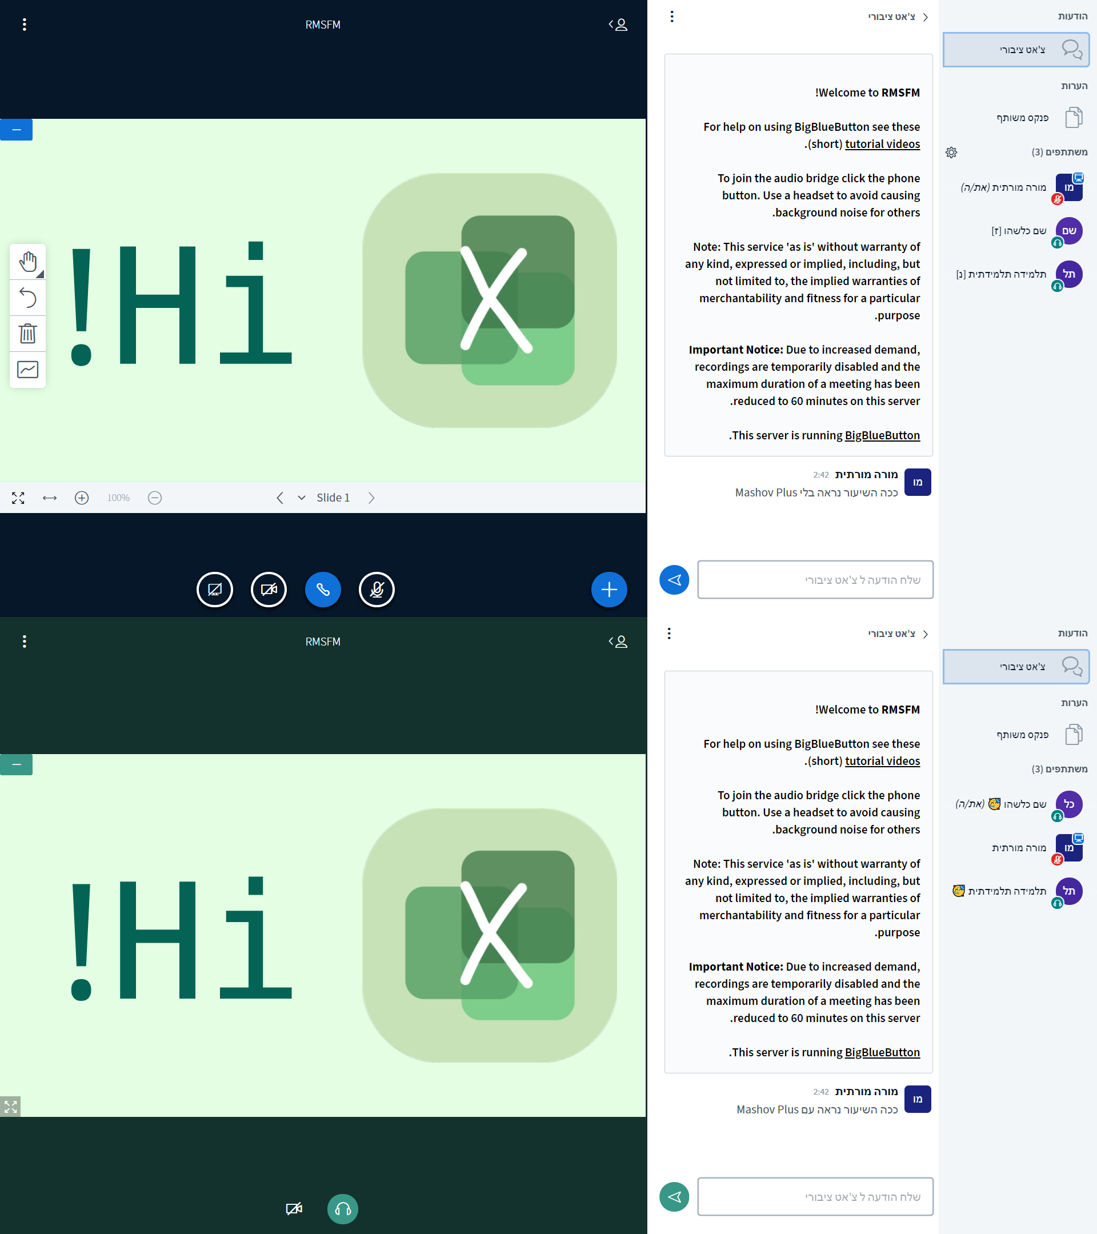 הודעות
צ'אט ציבורי
הערות
פנקס משותף
משתתפים (3)
מו
מורה מורתית (את/ה)
שם
שם כלשהו [ז]
תל
תלמידה תלמידתית [נ]
צ'אט ציבורי
Welcome to RMSFM!
For help on using BigBlueButton see these
(short) tutorial videos.
To join the audio bridge click the phone
button. Use a headset to avoid causing
background noise for others.
Note: This service 'as is' without warranty of
any kind, expressed or implied, including, but
not limited to, the implied warranties of
merchantability and fitness for a particular
purpose.
Important Notice: Due to increased demand,
recordings are temporarily disabled and the
maximum duration of a meeting has been
reduced to 60 minutes on this server.
This server is running BigBlueButton.
מו
מורה מורתית 2:42
ככה השיעור נראה בלי Mashov Plus
שלח הודעה ל צ'אט ציבורי
RMSFM
Hi!
X
100%
Slide 1
הודעות
צ'אט ציבורי
הערות
פנקס משותף
משתתפים (3)
כל
שם כלשהו 🙋 (את/ה)
מו
מורה מורתית
תל
תלמידה תלמידתית 🙋
צ'אט ציבורי
Welcome to RMSFM!
For help on using BigBlueButton see these
(short) tutorial videos.
To join the audio bridge click the phone
button. Use a headset to avoid causing
background noise for others.
Note: This service 'as is' without warranty of
any kind, expressed or implied, including, but
not limited to, the implied warranties of
merchantability and fitness for a particular
purpose.
Important Notice: Due to increased demand,
recordings are temporarily disabled and the
maximum duration of a meeting has been
reduced to 60 minutes on this server.
This server is running BigBlueButton.
מו
מורה מורתית 2:42
ככה השיעור נראה עם Mashov Plus
שלח הודעה ל צ'אט ציבורי
RMSFM
Hi!
X